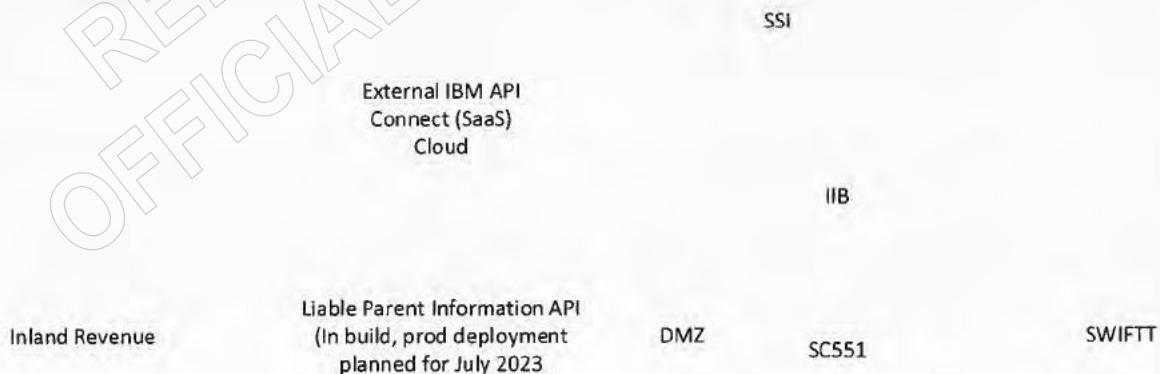 SSI
External IBM API
Connect (SaaS)
Cloud
IIB
Inland Revenue
Liable Parent Information API
(In build, prod deployment
planned for July 2023
DMZ
SC551
SWIFTT